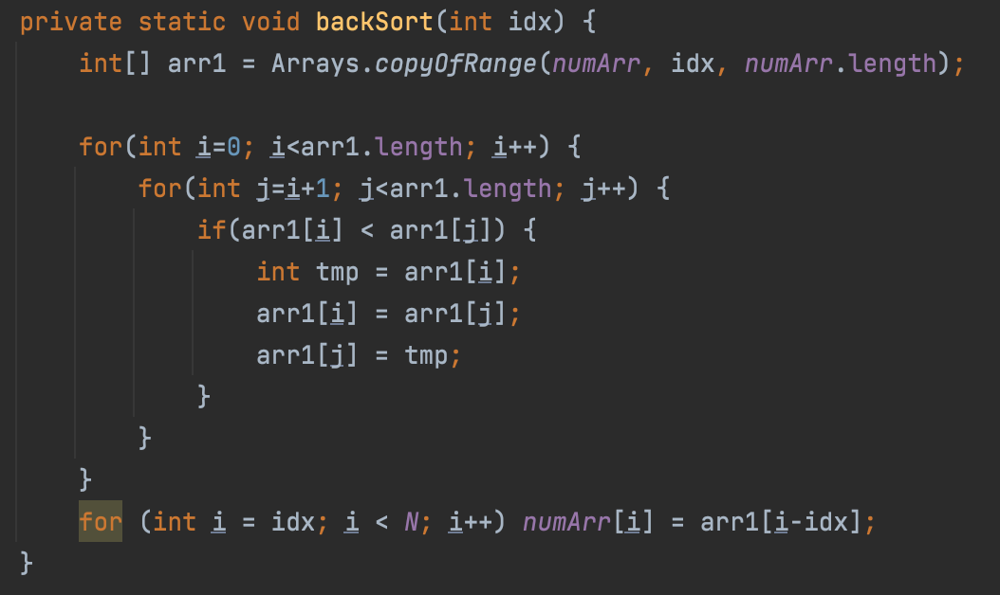 private static void backSort(int idx) {
    int[] arr1 = Arrays.copyOfRange(numArr, idx, numArr.length);

    for(int i=0; i<arr1.length; i++) {
        for(int j=i+1; j<arr1.length; j++) {
            if(arr1[i] < arr1[j]) {
                int tmp = arr1[i];
                arr1[i] = arr1[j];
                arr1[j] = tmp;
            }
        }
    }
    for (int i = idx; i < N; i++) numArr[i] = arr1[i-idx];
}